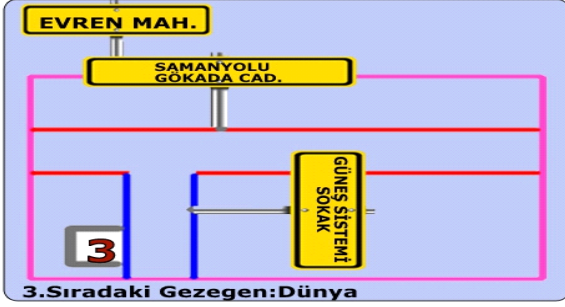 EVREN MAH.
SAMANYOLU
GÖKADA CAD.
GÜNEŞ SİSTEMİ
SOKAK
3
3.Sıradaki Gezegen:Dünya